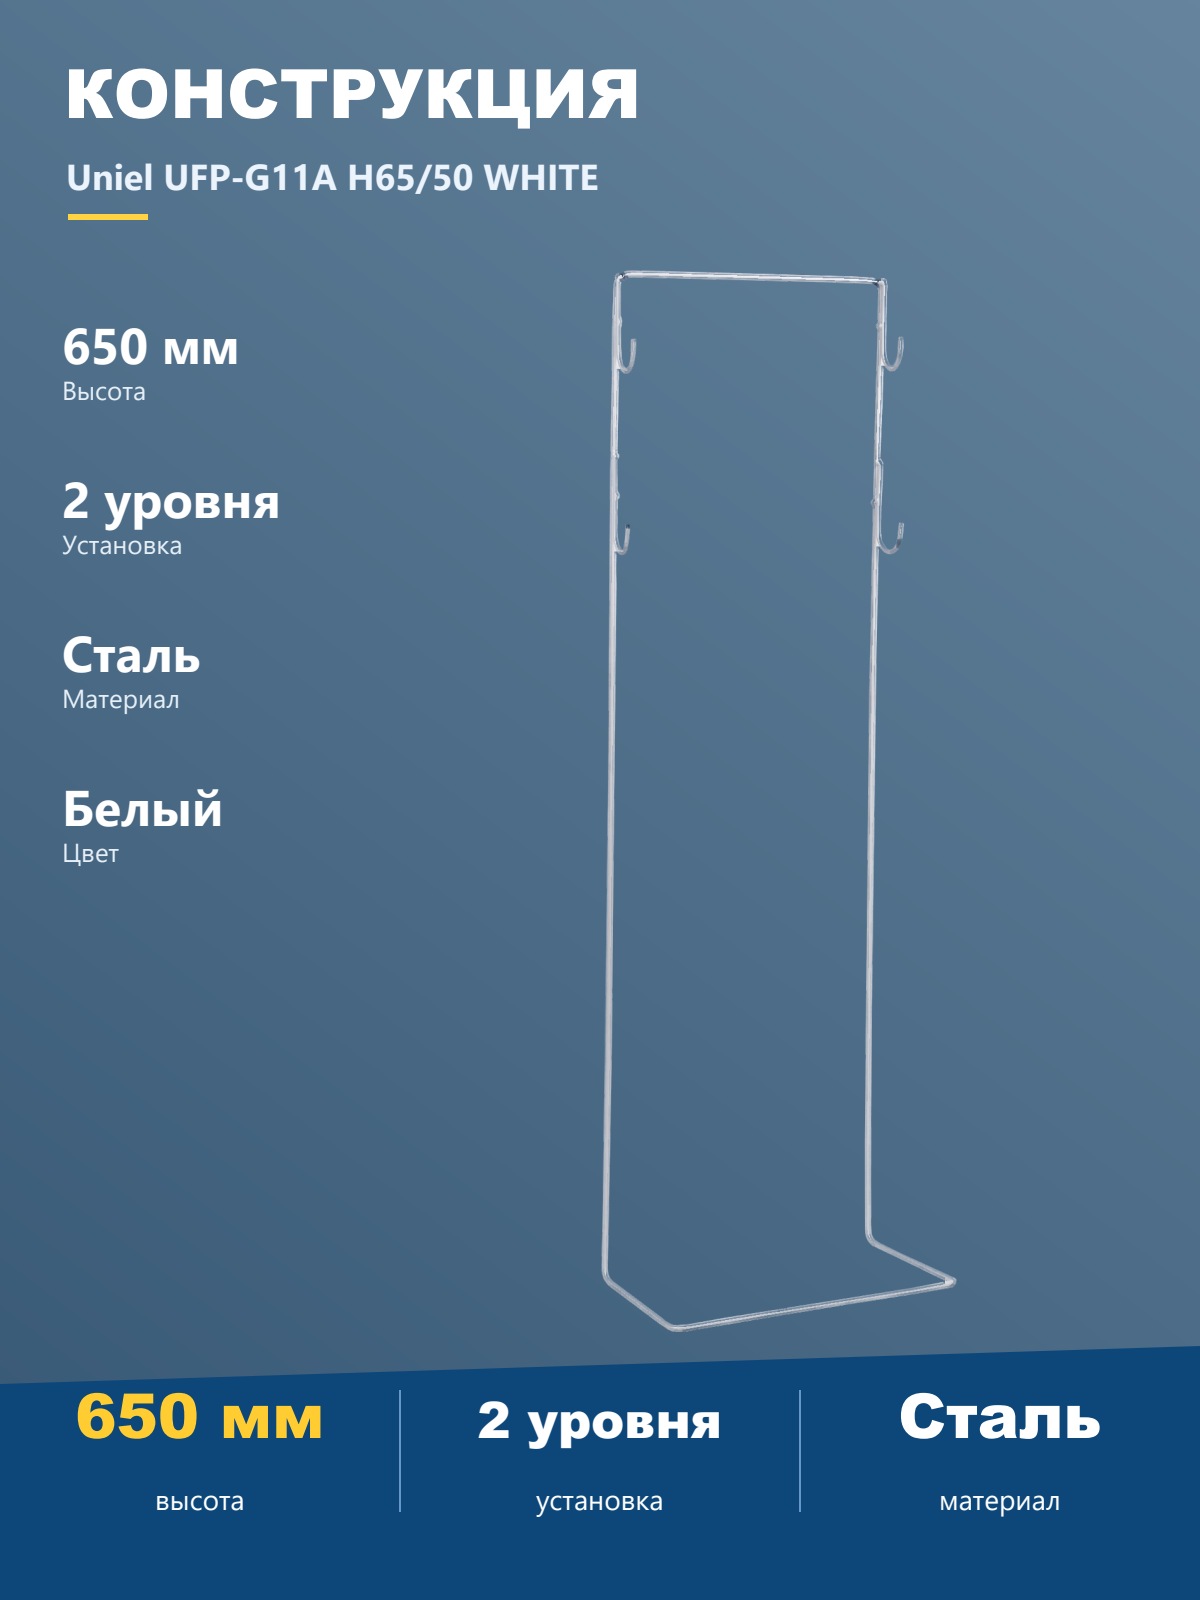 КОНСТРУКЦИЯ
Uniel UFP-G11A H65/50 WHITE
650 мм
Высота
2 уровня
Установка
Сталь
Материал
Белый
Цвет
650 мм
высота
2 уровня
установка
Сталь
материал